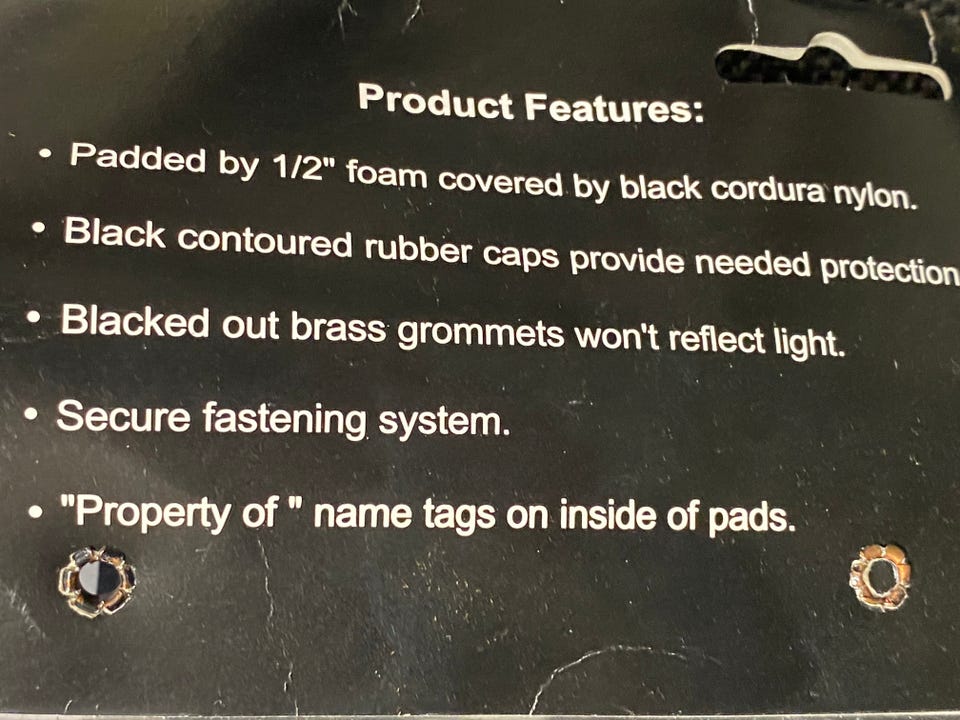 Product Features:
• Padded by 1/2" foam covered by black cordura nylon.
• Black contoured rubber caps provide needed protection
• Blacked out brass grommets won't reflect light.
• Secure fastening system.
• "Property of " name tags on inside of pads.